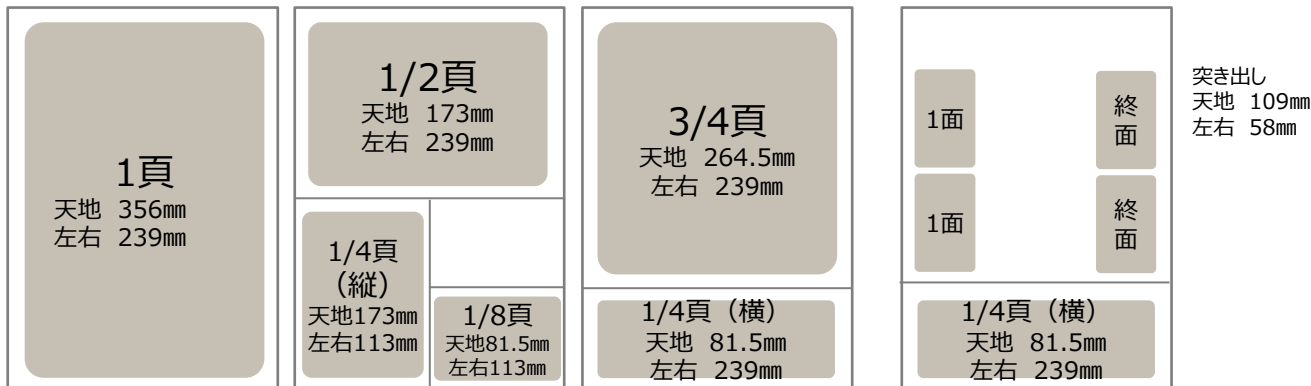 1頁
天地 356㎜
左右 239㎜
1/2頁
天地 173㎜
左右 239㎜
1/4頁
（縦）
天地173㎜
左右113㎜
1/8頁
天地81.5㎜
左右113㎜
3/4頁
天地 264.5㎜
左右 239㎜
1/4頁（横）
天地 81.5㎜
左右 239㎜
1面
終
面
1面
終
面
1/4頁（横）
天地 81.5㎜
左右 239㎜
突き出し
天地 109㎜
左右 58㎜